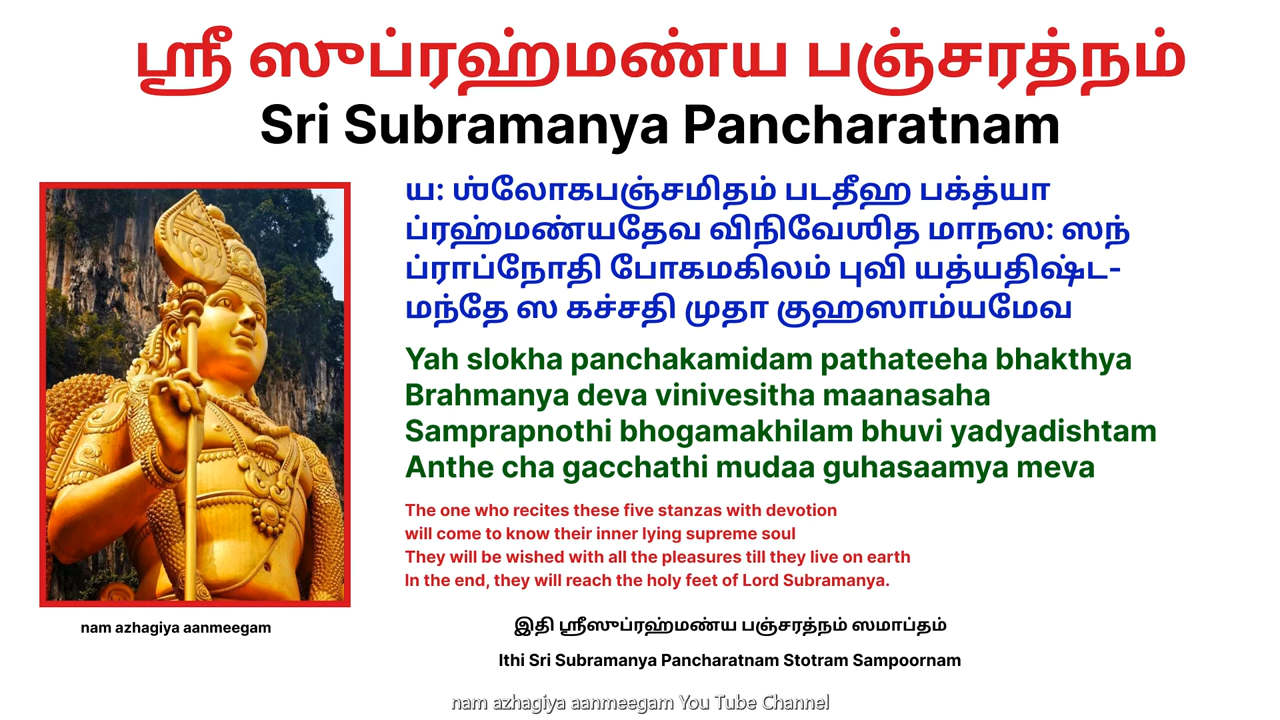 ஶ்ரீ ஸுப்ரஹ்மண்ய பஞ்சரத்நம்
Sri Subramanya Pancharatnam
ய: ஶ்லோகபஞ்சமிதம் படதீஹ பக்த்யா
ப்ரஹ்மண்யதேவ விநிவேஶித மாநஸ: ஸந்
ப்ராப்நோதி போகமகிலம் புவி யத்யதிஷ்ட-
மந்தே ஸ கச்சதி முதா குஹஸாம்யமேவ
Yah slokha panchakamidam pathateeha bhakthya
Brahmanya deva vinivesitha maanasaha
Samprapnothi bhogamakhilam bhuvi yadyadishtam
Anthe cha gacchathi mudaa guhasaamya meva
The one who recites these five stanzas with devotion
will come to know their inner lying supreme soul
They will be wished with all the pleasures till they live on earth
In the end, they will reach the holy feet of Lord Subramanya.
nam azhagiya aanmeegam
இதி ஶ்ரீஸுப்ரஹ்மண்ய பஞ்சரத்நம் ஸமாப்தம்
Ithi Sri Subramanya Pancharatnam Stotram Sampoornam
nam azhagiya aanmeegam You Tube Channel